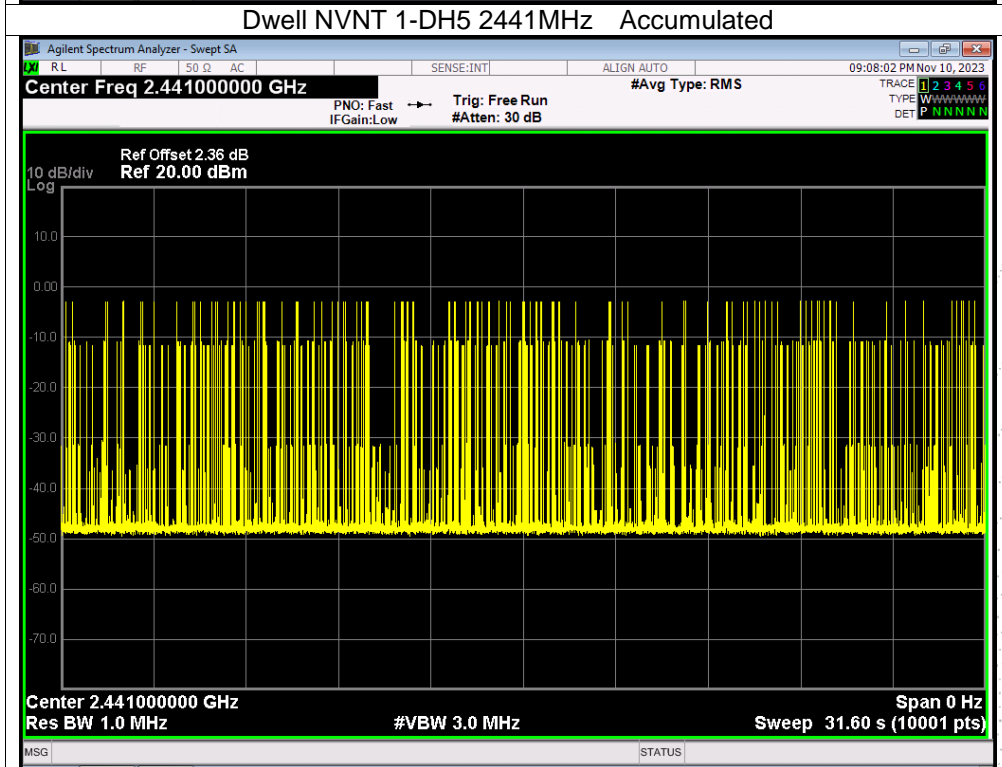 Dwell NVNT 1-DH5 2441MHz Accumulated
Agilent Spectrum Analyzer - Swept SA
LXI RL RF 50 Ω AC SENSE:INT ALIGN AUTO 09:08:02 PM Nov 10, 2023
Center Freq 2.441000000 GHz #Avg Type: RMS TRACE 1 2 3 4 5 6
PNO: Fast Trig: Free Run TYPE WWWWWW
IFGain:Low #Atten: 30 dB DET P N N N N N
Ref Offset 2.36 dB
10 dB/div Ref 20.00 dBm
Log
10.0
0.00
-10.0
-20.0
-30.0
-40.0
-50.0
-60.0
-70.0
Center 2.441000000 GHz Span 0 Hz
Res BW 1.0 MHz #VBW 3.0 MHz Sweep 31.60 s (10001 pts)
MSG STATUS